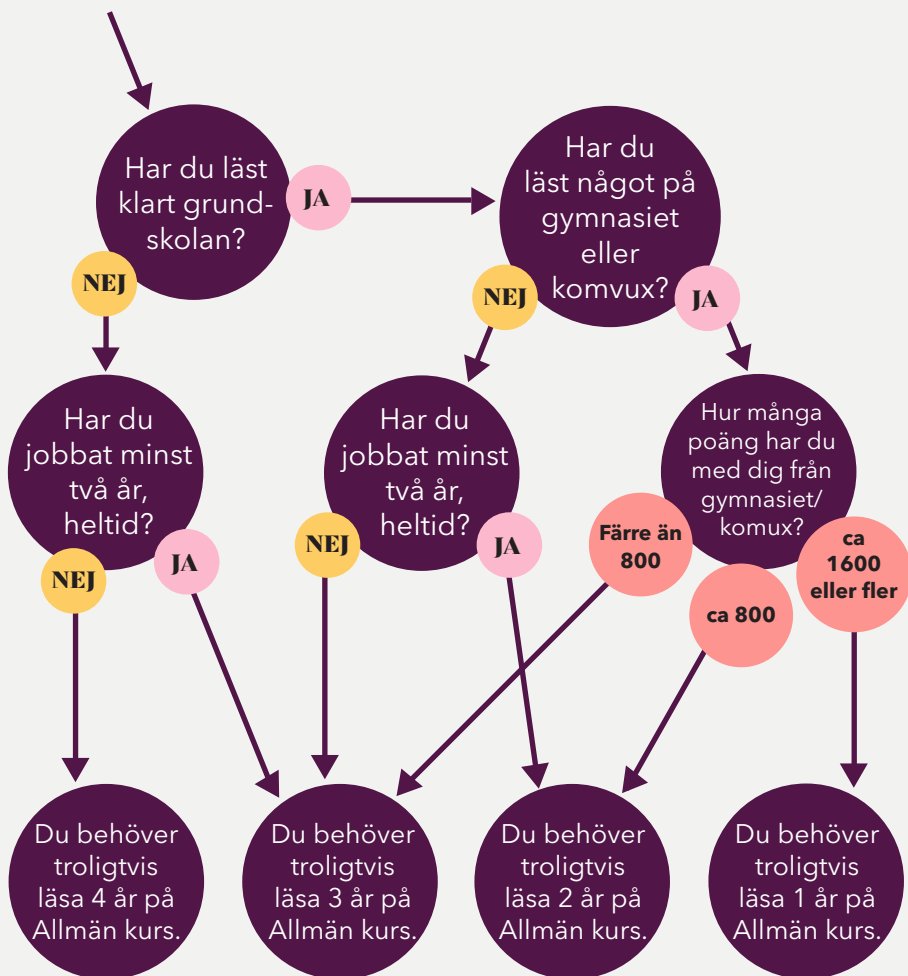 Har du läst
klart grund-
skolan?
JA
NEJ
Har du
läst något på
gymnasiet
eller
komvux?
NEJ
JA
Har du
jobbat minst
två år,
heltid?
NEJ
JA
Har du
jobbat minst
två år,
heltid?
NEJ
JA
Hur många
poäng har du
med dig från
gymnasiet/
komux?
Färre än
800
ca 800
ca
1600
eller fler
Du behöver
troligtvis
läsa 4 år på
Allmän kurs.
Du behöver
troligtvis
läsa 3 år på
Allmän kurs.
Du behöver
troligtvis
läsa 2 år på
Allmän kurs.
Du behöver
troligtvis
läsa 1 år på
Allmän kurs.